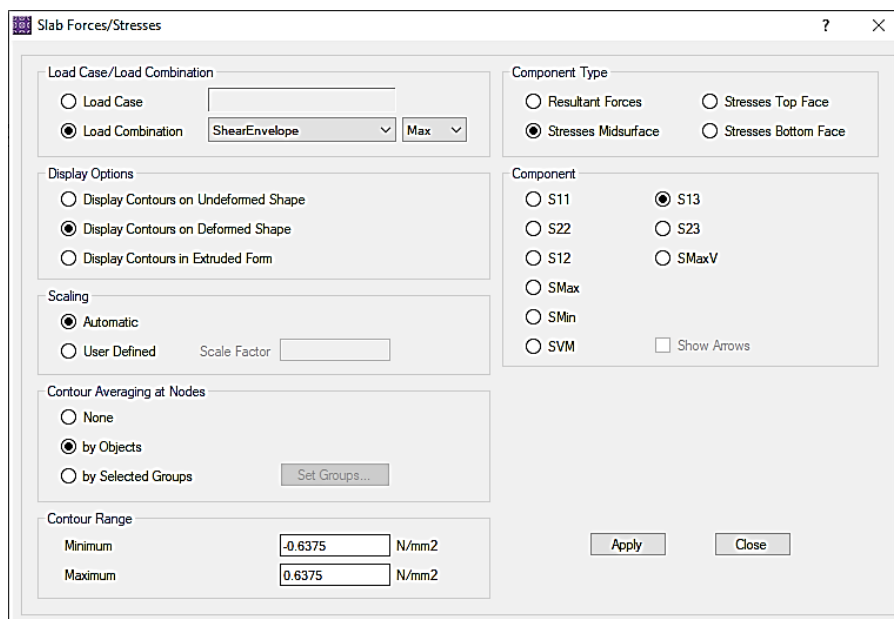 Slab Forces/Stresses
? X
Load Case/Load Combination
Load Case
Load Combination ShearEnvelope Max
Display Options
Display Contours on Undeformed Shape
Display Contours on Deformed Shape
Display Contours in Extruded Form
Scaling
Automatic
User Defined Scale Factor
Contour Averaging at Nodes
None
by Objects
by Selected Groups Set Groups...
Contour Range
Minimum -0.6375 N/mm2
Maximum 0.6375 N/mm2
Component Type
Resultant Forces Stresses Top Face
Stresses Midsurface Stresses Bottom Face
Component
S11 S13
S22 S23
S12 SMaxV
SMax
SMin
SVM Show Arrows
Apply Close